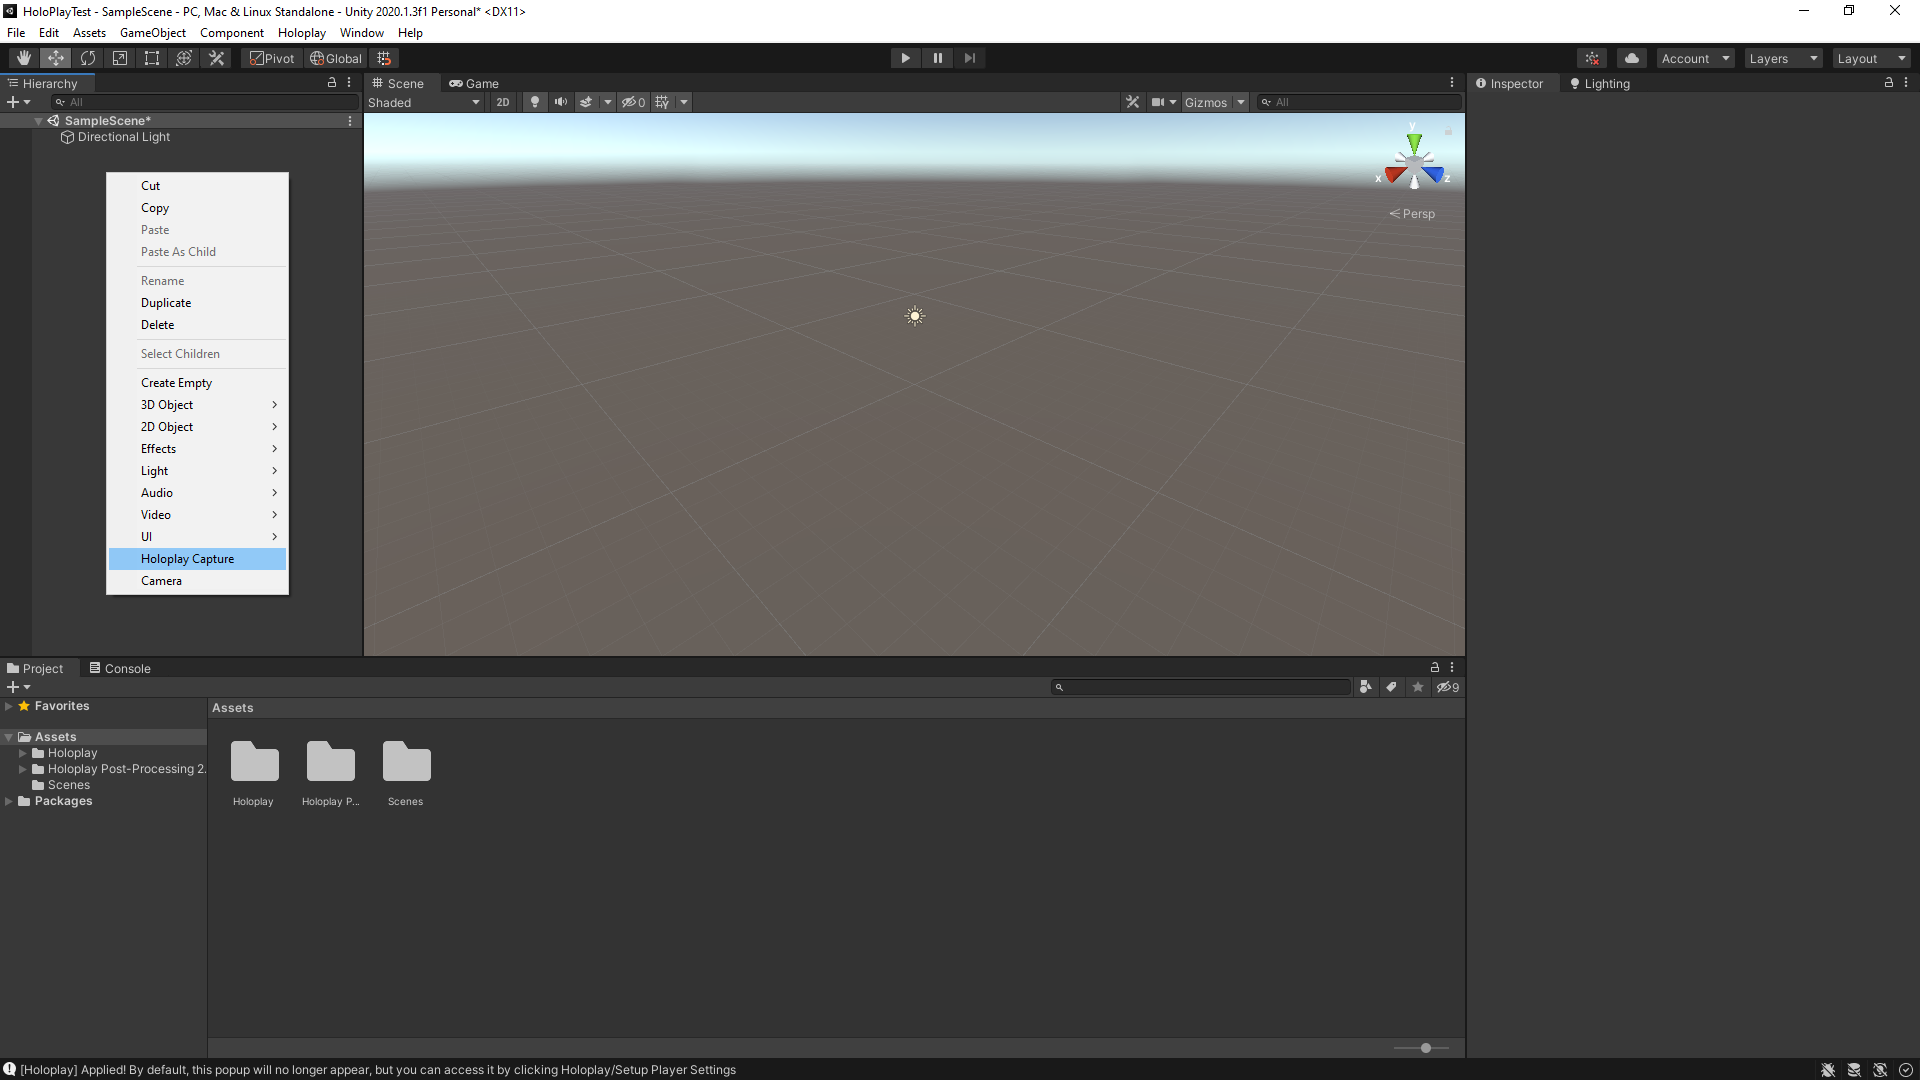 HoloPlayTest - SampleScene - PC, Mac & Linux Standalone - Unity 2020.1.3f1 Personal* <DX11>
File Edit Assets GameObject Component Holoplay Window Help
Pivot Global Account Layers Layout
Hierarchy
All
SampleScene*
Directional Light
Cut
Copy
Paste
Paste As Child
Rename
Duplicate
Delete
Select Children
Create Empty
3D Object
2D Object
Effects
Light
Audio
Video
UI
Holoplay Capture
Camera
Scene Game
Shaded 2D 0 Gizmos All
y
x z
Persp
Inspector Lighting
Project Console
9
Favorites
Assets
Holoplay
Holoplay Post-Processing 2.
Scenes
Packages
Assets
Holoplay Holoplay P... Scenes
[Holoplay] Applied! By default, this popup will no longer appear, but you can access it by clicking Holoplay/Setup Player Settings